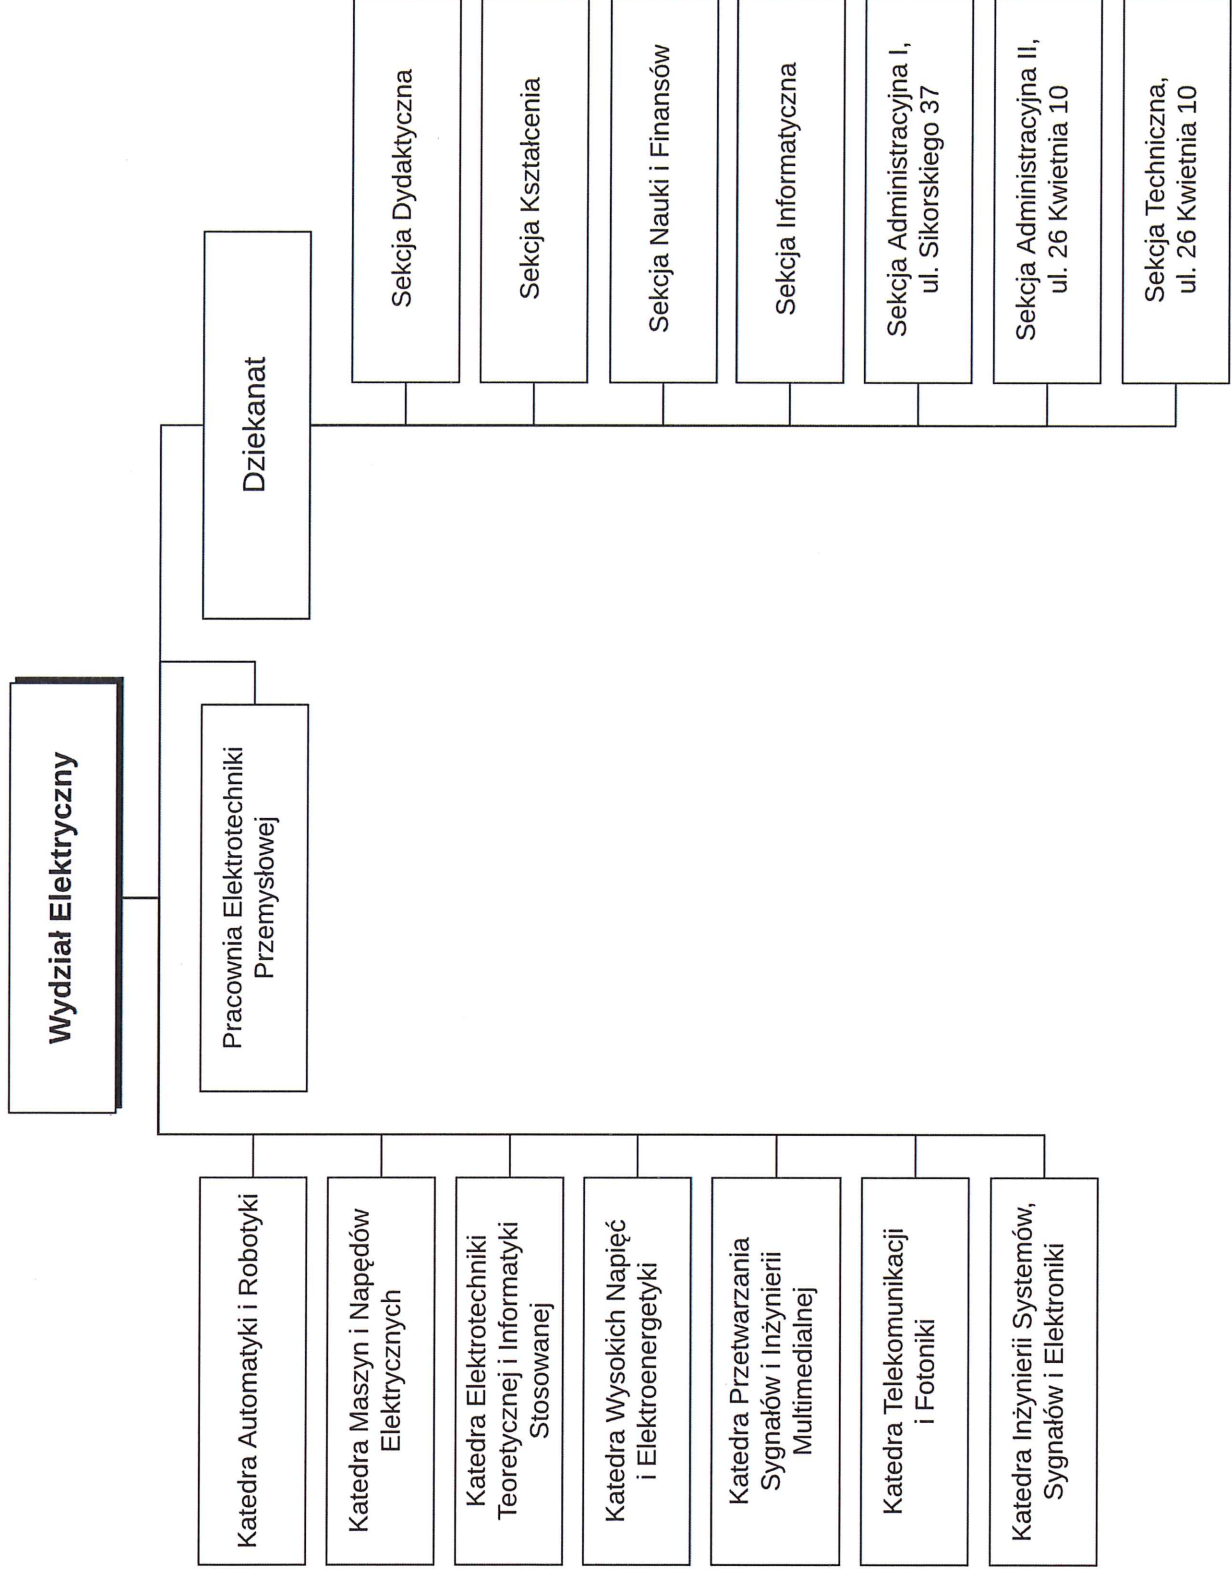 Wydział Elektryczny
Katedra Automatyki i Robotyki
Katedra Maszyn i Napędów
Elektrycznych
Katedra Elektrotechniki
Teoretycznej i Informatyki
Stosowanej
Katedra Wysokich Napięć
i Elektroenergetyki
Katedra Przetwarzania
Sygnałów i Inżynierii
Multimedialnej
Katedra Telekomunikacji
i Fotoniki
Katedra Inżynierii Systemów,
Sygnałów i Elektroniki
Pracownia Elektrotechniki
Przemysłowej
Dziekanat
Sekcja Dydaktyczna
Sekcja Kształcenia
Sekcja Nauki i Finansów
Sekcja Informatyczna
Sekcja Administracyjna I,
ul. Sikorskiego 37
Sekcja Administracyjna II,
ul. 26 Kwietnia 10
Sekcja Techniczna,
ul. 26 Kwietnia 10